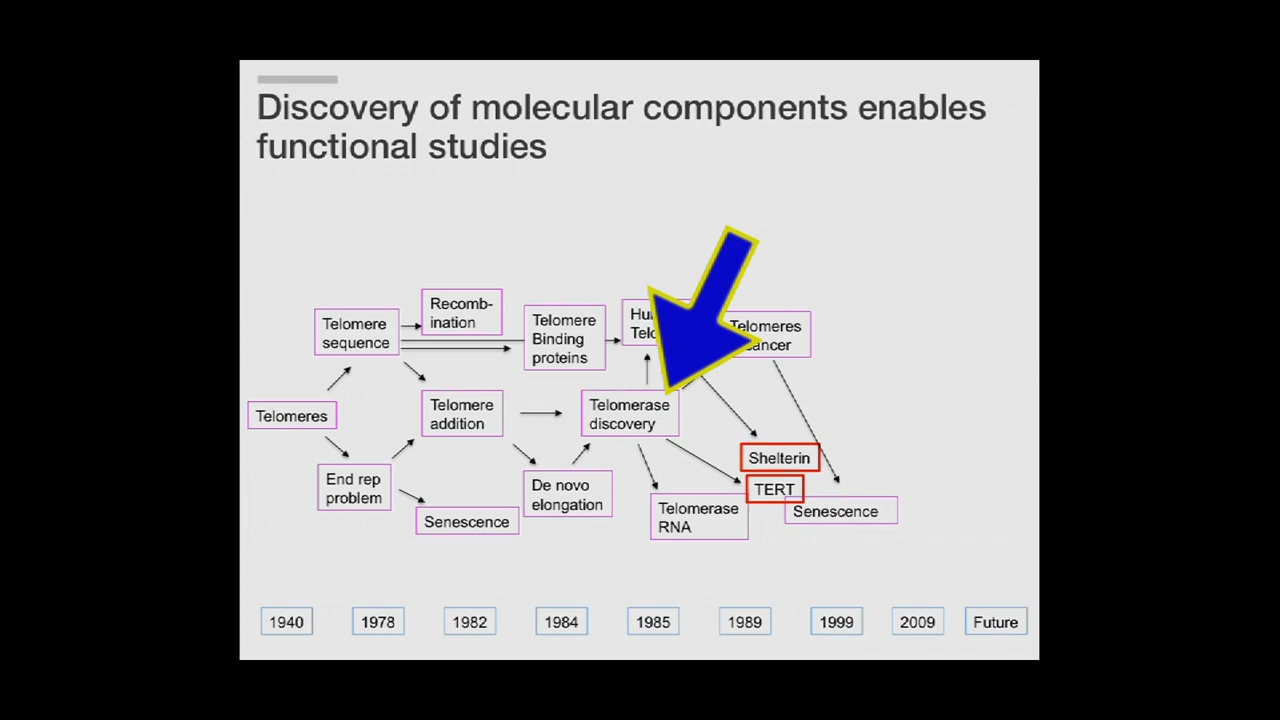 Discovery of molecular components enables
functional studies
Recomb-
ination
Telomere
sequence
Telomere
Binding
proteins
Telomeres
Telomeres
Telomere
addition
Telomerase
discovery
Shelterin
TERT
End rep
problem
De novo
elongation
Senescence
Telomerase
RNA
Senescence
1940
1978
1982
1984
1985
1989
1999
2009
Future